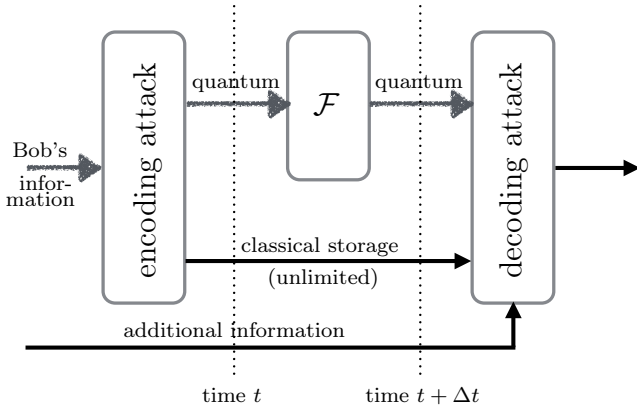 quantum
quantum
encoding attack
ℱ
decoding attack
Bob's
infor-
mation
classical storage
(unlimited)
additional information
time t
time t + Δt